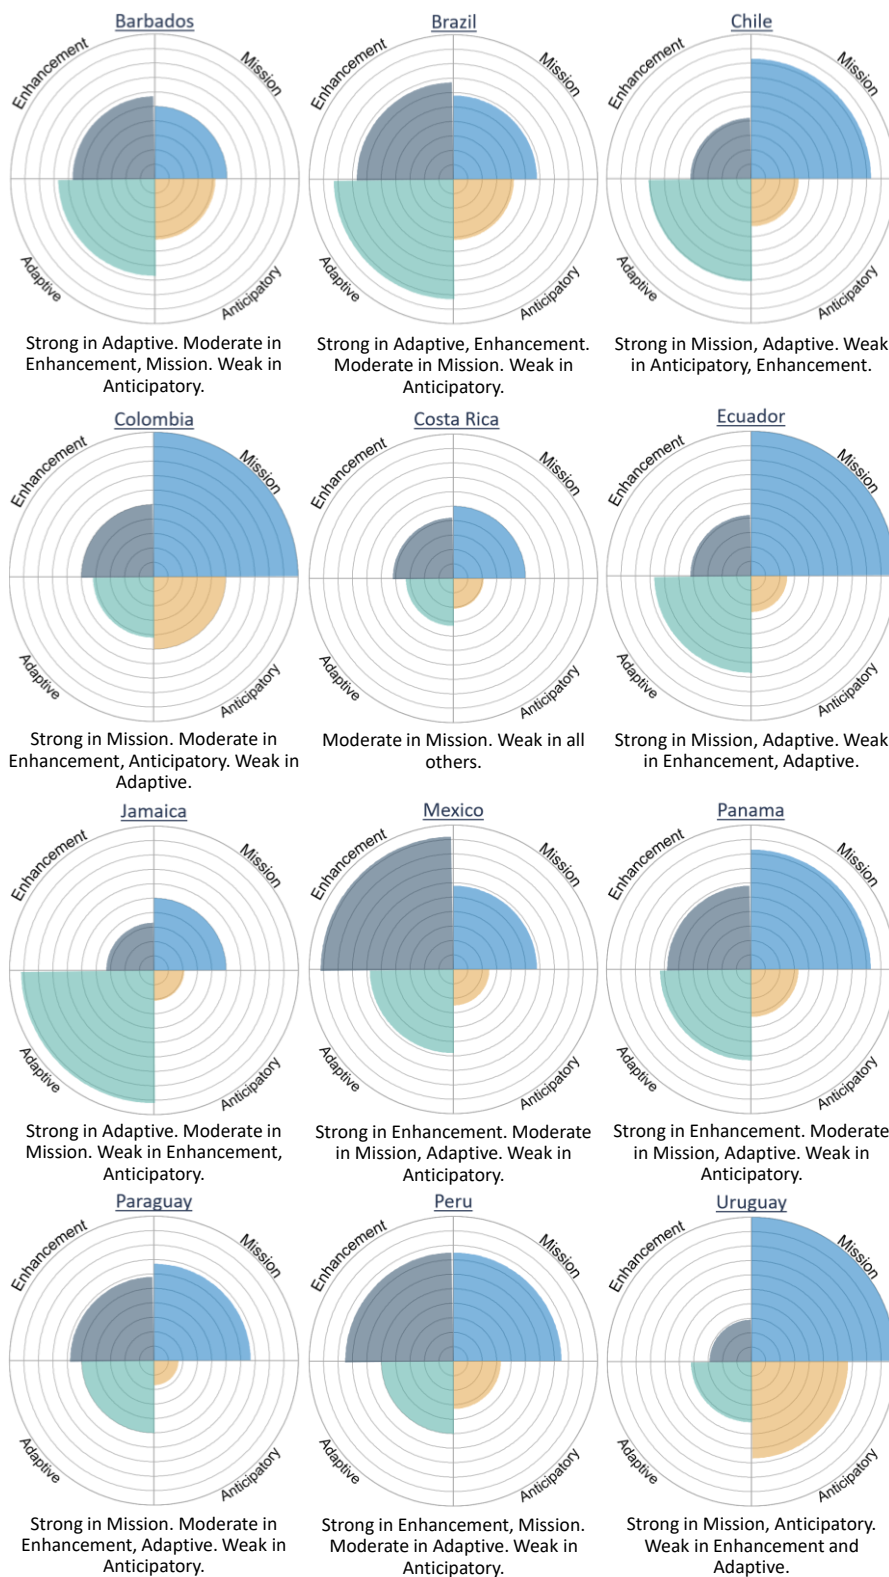 Barbados
Enhancement
Mission
Adaptive
Anticipatory
Strong in Adaptive. Moderate in
Enhancement, Mission. Weak in
Anticipatory.
Brazil
Enhancement
Mission
Adaptive
Anticipatory
Strong in Adaptive, Enhancement.
Moderate in Mission. Weak in
Anticipatory.
Chile
Enhancement
Mission
Adaptive
Anticipatory
Strong in Mission, Adaptive. Weak
in Anticipatory, Enhancement.
Colombia
Enhancement
Mission
Adaptive
Anticipatory
Strong in Mission. Moderate in
Enhancement, Anticipatory. Weak in
Adaptive.
Costa Rica
Enhancement
Mission
Adaptive
Anticipatory
Moderate in Mission. Weak in all
others.
Ecuador
Enhancement
Mission
Adaptive
Anticipatory
Strong in Mission, Adaptive. Weak
in Enhancement, Adaptive.
Jamaica
Enhancement
Mission
Adaptive
Anticipatory
Strong in Adaptive. Moderate in
Mission. Weak in Enhancement,
Anticipatory.
Mexico
Enhancement
Mission
Adaptive
Anticipatory
Strong in Enhancement. Moderate
in Mission, Adaptive. Weak in
Anticipatory.
Panama
Enhancement
Mission
Adaptive
Anticipatory
Strong in Enhancement. Moderate
in Mission, Adaptive. Weak in
Anticipatory.
Paraguay
Enhancement
Mission
Adaptive
Anticipatory
Strong in Mission. Moderate in
Enhancement, Adaptive. Weak in
Anticipatory.
Peru
Enhancement
Mission
Adaptive
Anticipatory
Strong in Enhancement, Mission.
Moderate in Adaptive. Weak in
Anticipatory.
Uruguay
Enhancement
Mission
Adaptive
Anticipatory
Strong in Mission, Anticipatory.
Weak in Enhancement and
Adaptive.